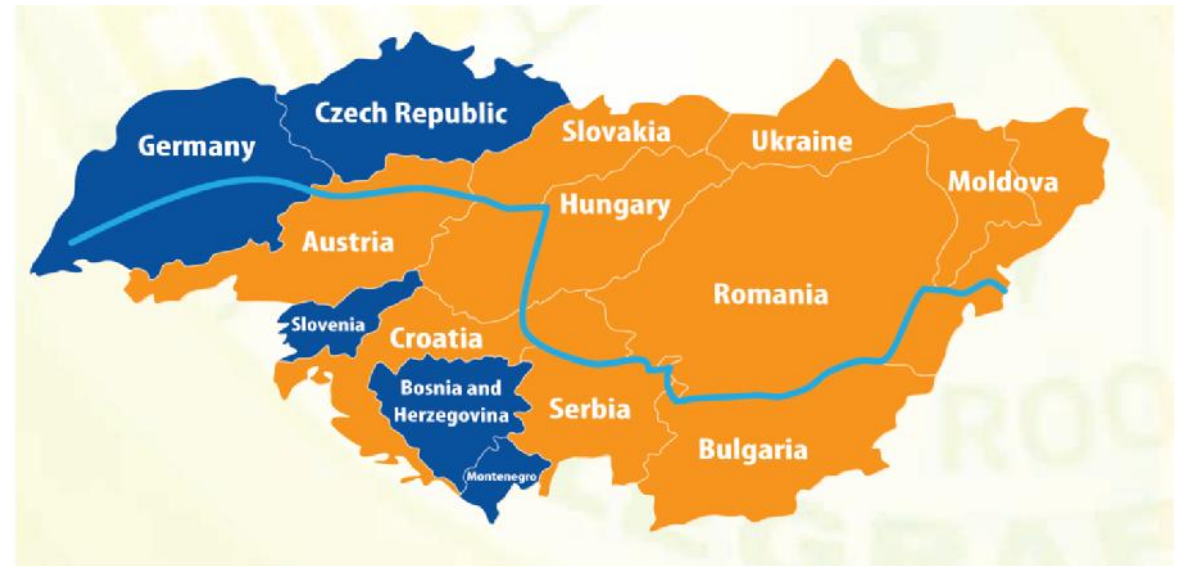 Czech Republic
Germany
Slovakia
Ukraine
Moldova
Hungary
Austria
Romania
Slovenia
Croatia
Bosnia and
Herzegovina
Serbia
Bulgaria
Montenegro